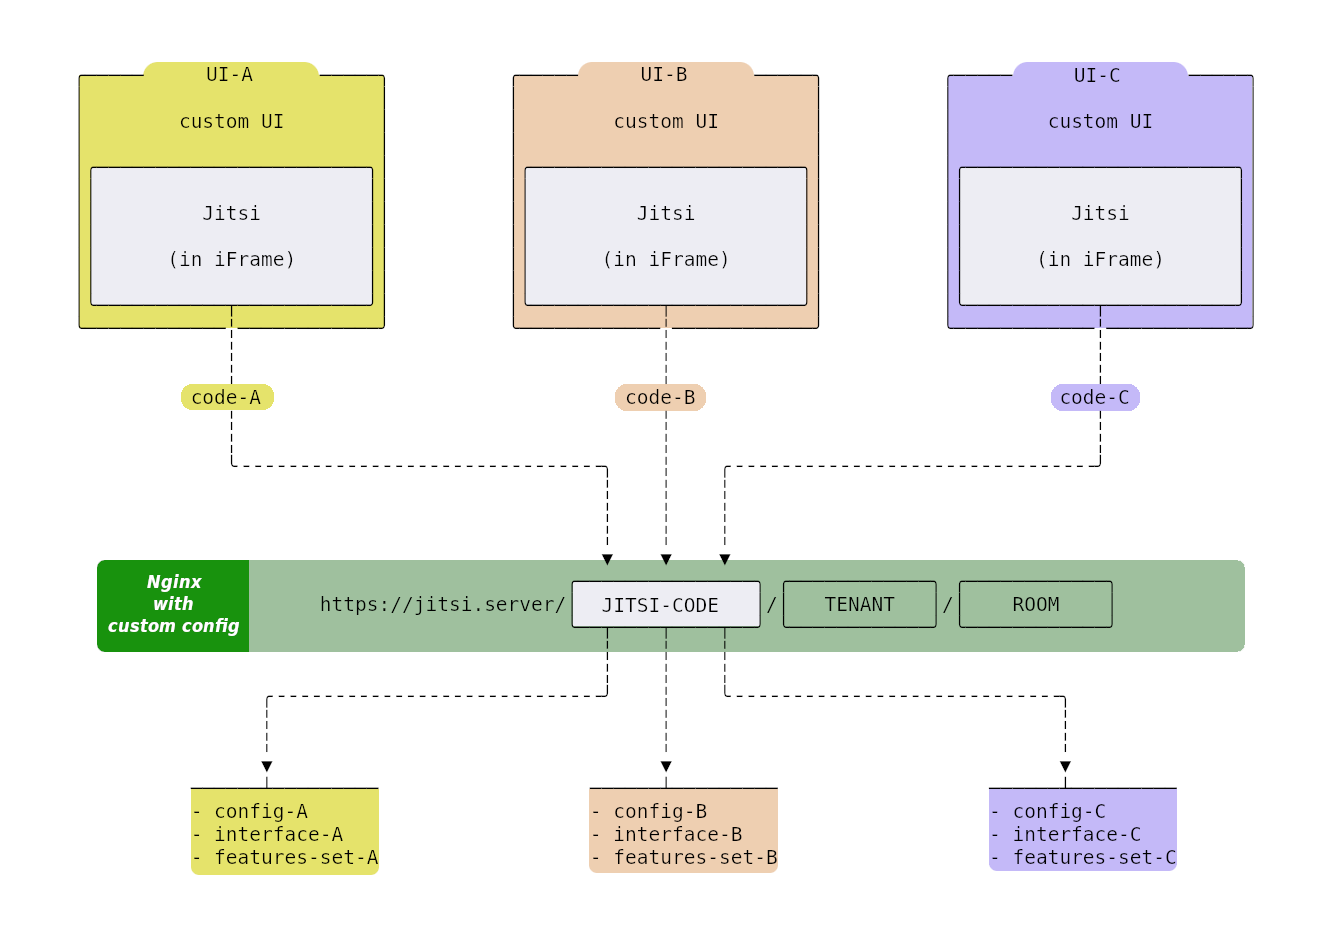 UI-A
custom UI
Jitsi
(in iFrame)
code-A
UI-B
custom UI
Jitsi
(in iFrame)
code-B
UI-C
custom UI
Jitsi
(in iFrame)
code-C
Nginx
with
custom config
https://jitsi.server/ JITSI-CODE / TENANT / ROOM
- config-A
- interface-A
- features-set-A
- config-B
- interface-B
- features-set-B
- config-C
- interface-C
- features-set-C